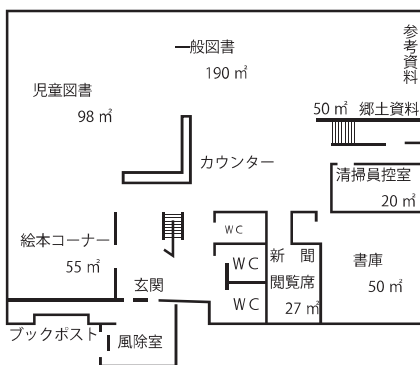 一般図書
190 ㎡
参考資料
児童図書
98 ㎡
50 ㎡ 郷土資料
カウンター
清掃員控室
20 ㎡
絵本コーナー
55 ㎡
WC
WC
WC
新聞
閲覧席
27 ㎡
書庫
50 ㎡
玄関
ブックポスト
風除室